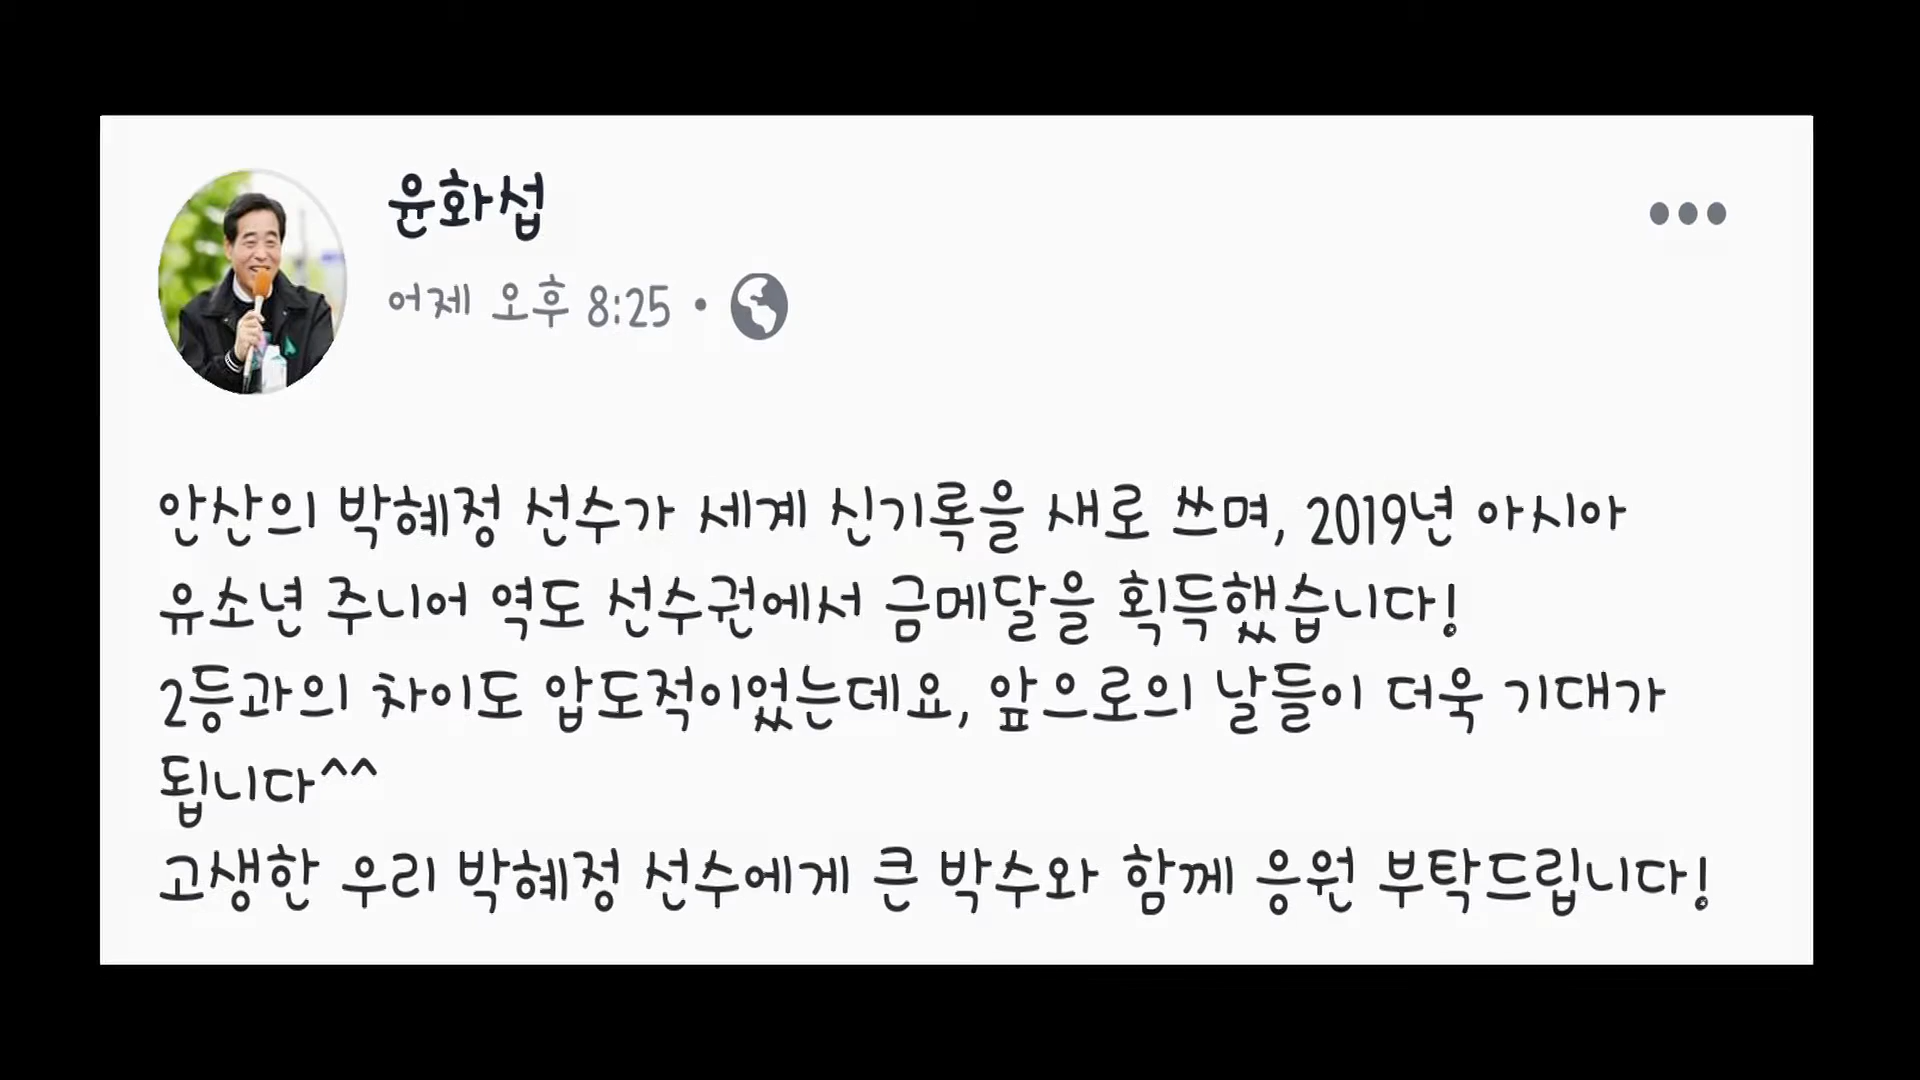 윤화섭
어제 오후 8:25 •
안산의 박혜정 선수가 세계 신기록을 새로 쓰며, 2019년 아시아
유소년 주니어 역도 선수권에서 금메달을 획득했습니다!
2등과의 차이도 압도적이었는데요, 앞으로의 날들이 더욱 기대가
됩니다^^
고생한 우리 박혜정 선수에게 큰 박수와 함께 응원 부탁드립니다!